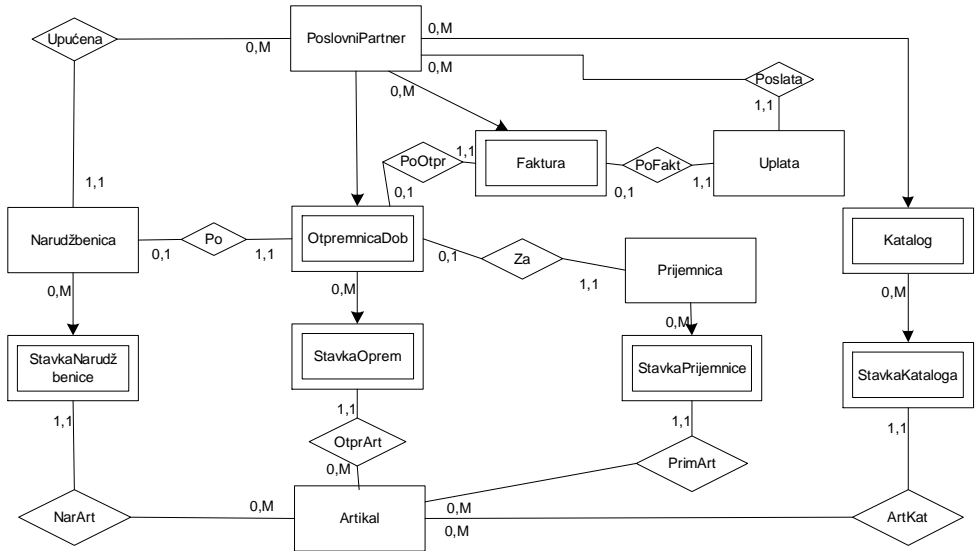 Upućena
0,M
PoslovniPartner
0,M
0,M
0,M
Poslata
1,1
1,1
PoOtpr
1,1
Faktura
PoFakt
Uplata
0,1
0,1
1,1
1,1
Narudžbenica
Po
OtpremnicaDob
Katalog
0,1
1,1
0,1
Za
Prijemnica
1,1
0,M
0,M
0,M
0,M
StavkaNarudž
benice
StavkaOprem
StavkaPrijemnice
StavkaKataloga
1,1
1,1
1,1
1,1
OtprArt
PrimArt
0,M
NarArt
0,M
Artikal
0,M
0,M
ArtKat